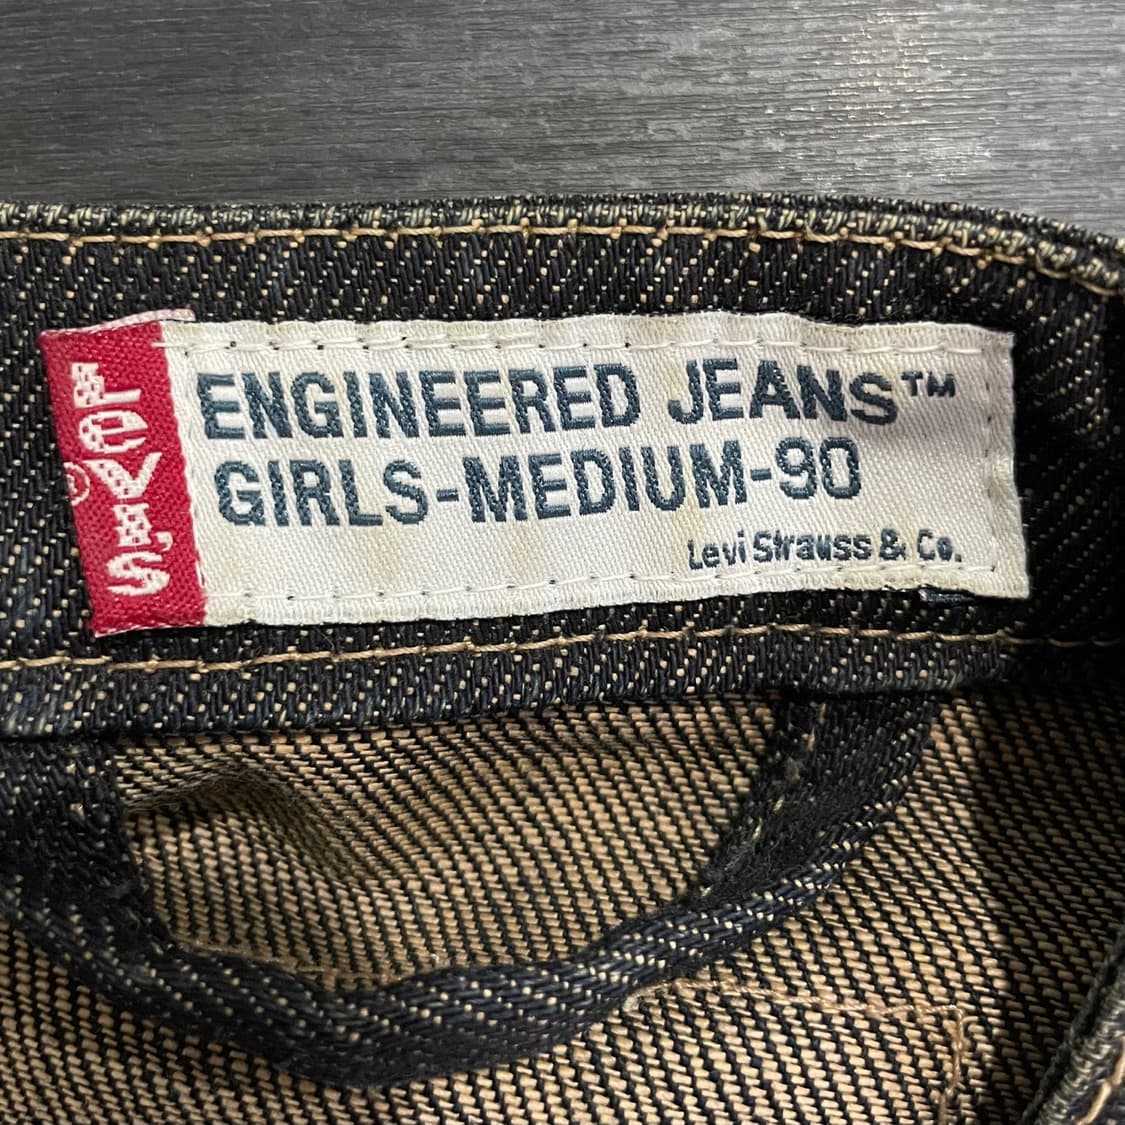 LEVI'S
®
ENGINEERED JEANS™
GIRLS-MEDIUM-90
Levi Strauss & Co.